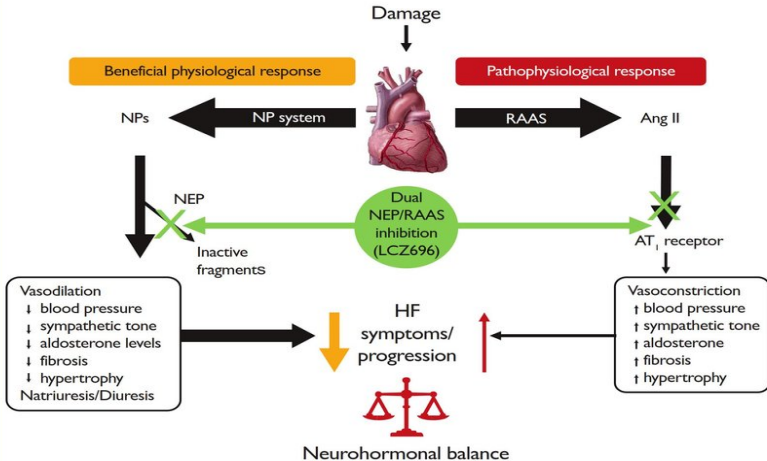 Damage
Beneficial physiological response
Pathophysiological response
NPs
NP system
RAAS
Ang II
NEP
Inactive
fragments
Dual
NEP/RAAS
inhibition
(LCZ696)
AT1 receptor
Vasodilation
↓ blood pressure
↓ sympathetic tone
↓ aldosterone levels
↓ fibrosis
↓ hypertrophy
Natriuresis/Diuresis
HF
symptoms/
progression
Vasoconstriction
↑ blood pressure
↑ sympathetic tone
↑ aldosterone
↑ fibrosis
↑ hypertrophy
Neurohormonal balance